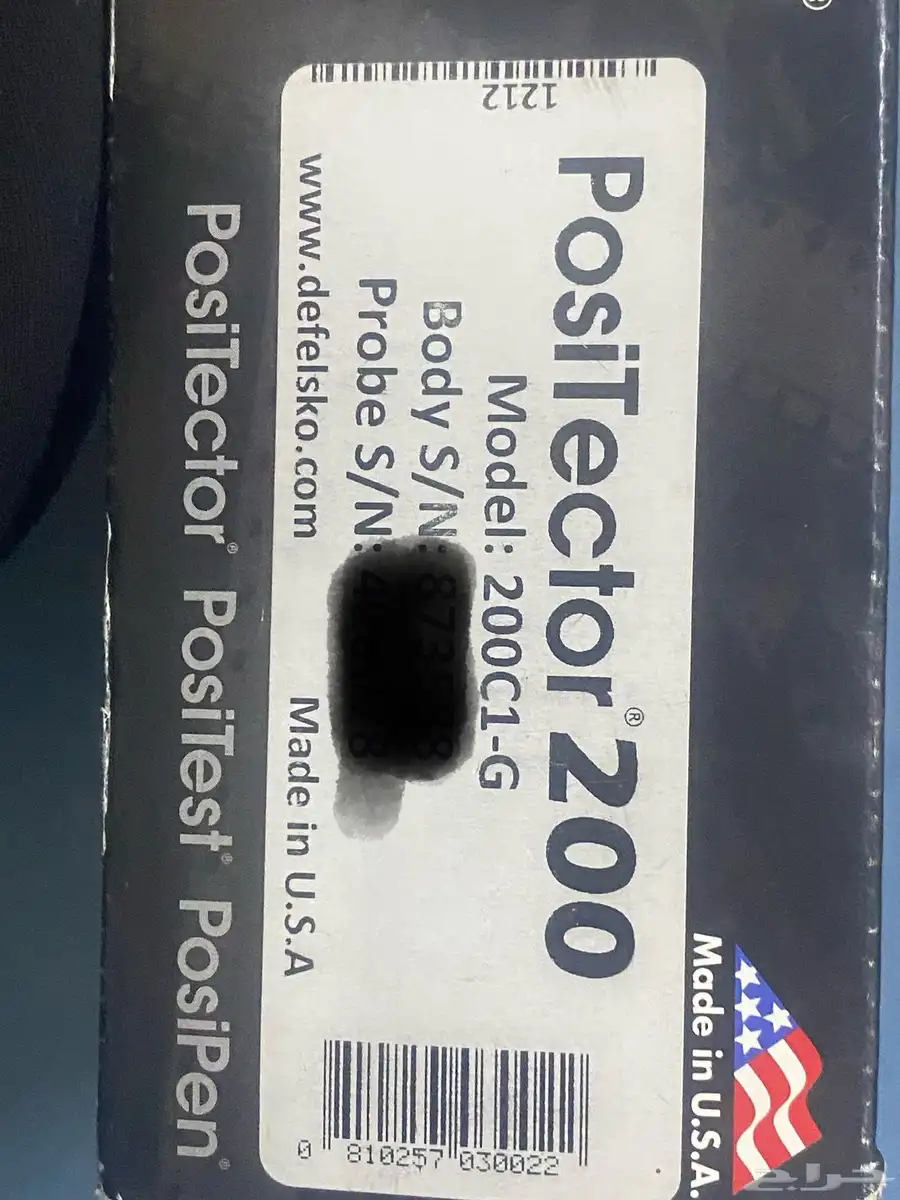 Made in U.S.A.
PosiTector® 200
Model: 200C1-G
Body S/N:
Probe S/N:
www.defelsko.com Made in U.S.A
1212
0 810257 030022
PosiTector® PosiTest® PosiPen®
حراج